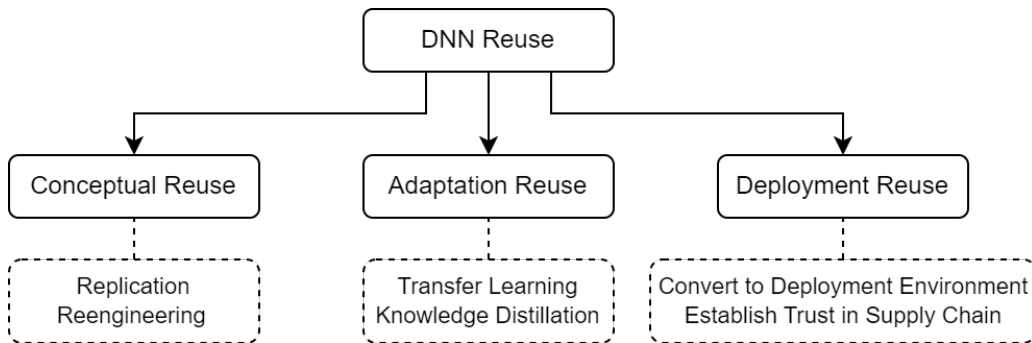 DNN Reuse
Conceptual Reuse
Adaptation Reuse
Deployment Reuse
Replication
Reengineering
Transfer Learning
Knowledge Distillation
Convert to Deployment Environment
Establish Trust in Supply Chain